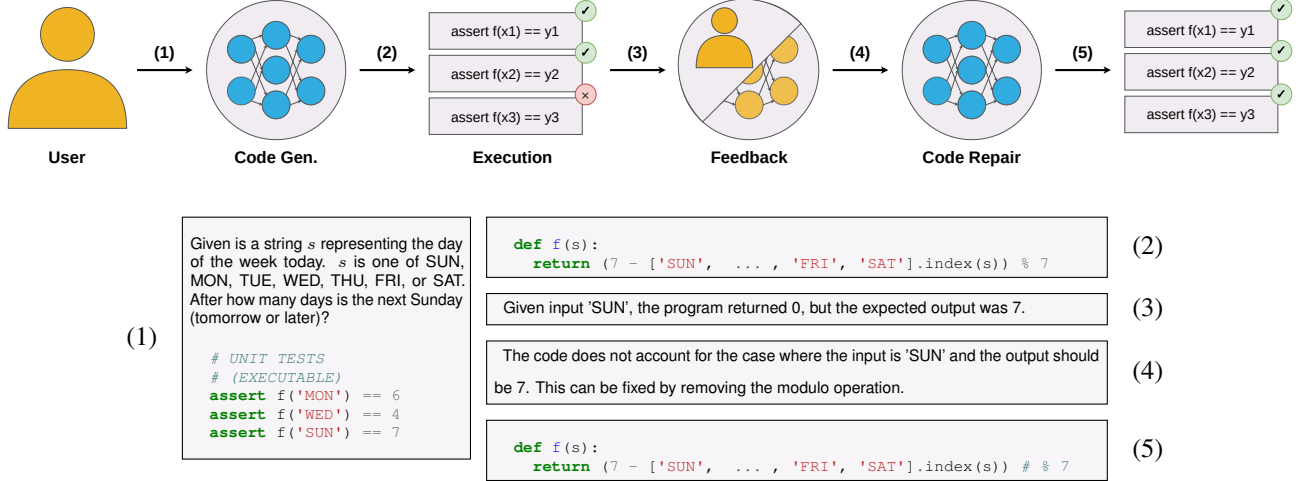 (1) (2) (3) (4) (5)
assert f(x1) == y1 ✓
assert f(x2) == y2 ✓
assert f(x3) == y3 ×
assert f(x1) == y1 ✓
assert f(x2) == y2 ✓
assert f(x3) == y3 ✓
User Code Gen. Execution Feedback Code Repair
(1)
Given is a string s representing the day
of the week today. s is one of SUN,
MON, TUE, WED, THU, FRI, or SAT.
After how many days is the next Sunday
(tomorrow or later)?
# UNIT TESTS
# (EXECUTABLE)
assert f('MON') == 6
assert f('WED') == 4
assert f('SUN') == 7
def f(s):
return (7 - ['SUN', ... , 'FRI', 'SAT'].index(s)) % 7
(2)
Given input 'SUN', the program returned 0, but the expected output was 7.
(3)
The code does not account for the case where the input is 'SUN' and the output should
be 7. This can be fixed by removing the modulo operation.
(4)
def f(s):
return (7 - ['SUN', ... , 'FRI', 'SAT'].index(s)) # % 7
(5)